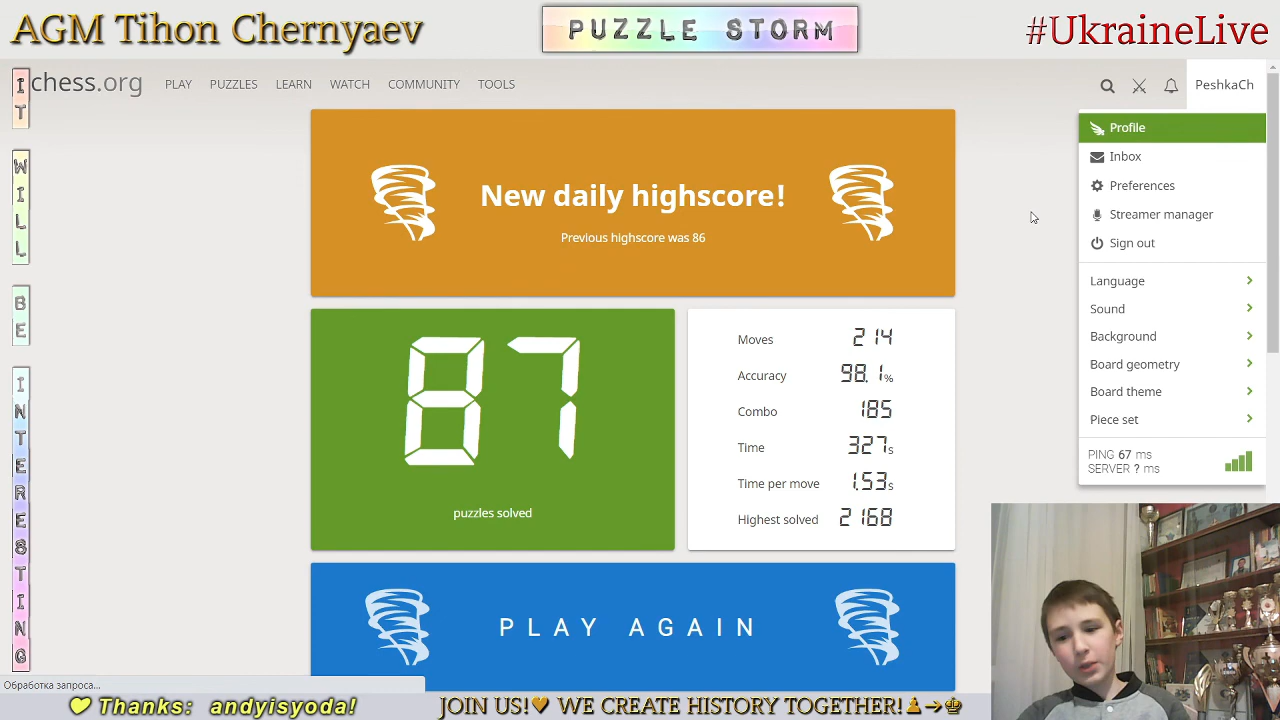 AGM Tihon Chernyaev
PUZZLE STORM
#UkraineLive
IT WILL BE INTERESTING
chess.org
PLAY PUZZLES LEARN WATCH COMMUNITY TOOLS
PeshkaCh
Profile
Inbox
Preferences
Streamer manager
Sign out
Language
Sound
Background
Board geometry
Board theme
Piece set
PING 67 ms
SERVER ? ms
New daily highscore!
Previous highscore was 86
87
puzzles solved
Moves 214
Accuracy 98.1%
Combo 185
Time 327s
Time per move 1.53s
Highest solved 2168
PLAY AGAIN
Обработка запроса...
Thanks: andyisyoda!
JOIN US! WE CREATE HISTORY TOGETHER!